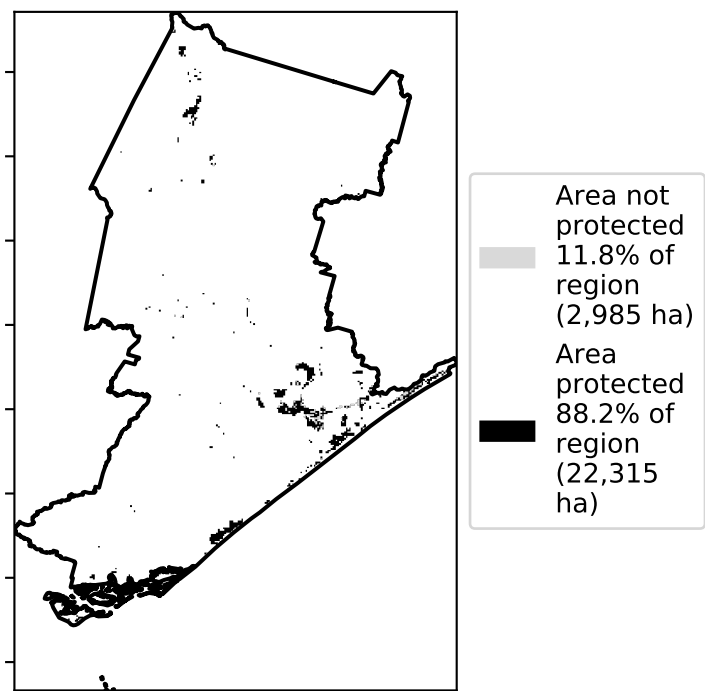 Area not
protected
11.8% of
region
(2,985 ha)
Area
protected
88.2% of
region
(22,315
ha)